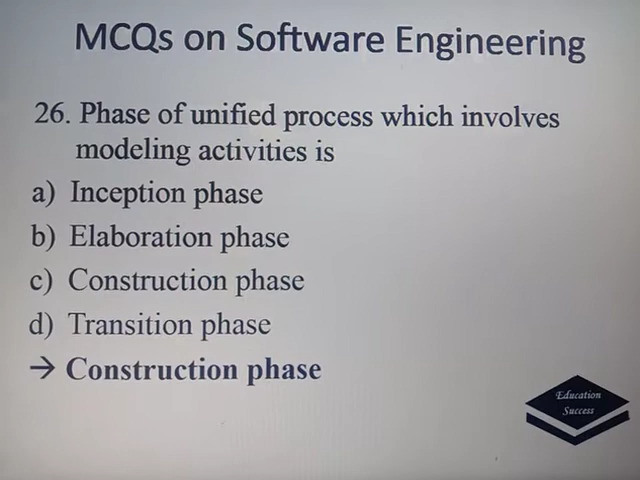 MCQs on Software Engineering
26. Phase of unified process which involves
modeling activities is
a) Inception phase
b) Elaboration phase
c) Construction phase
d) Transition phase
→ Construction phase
Education
Success